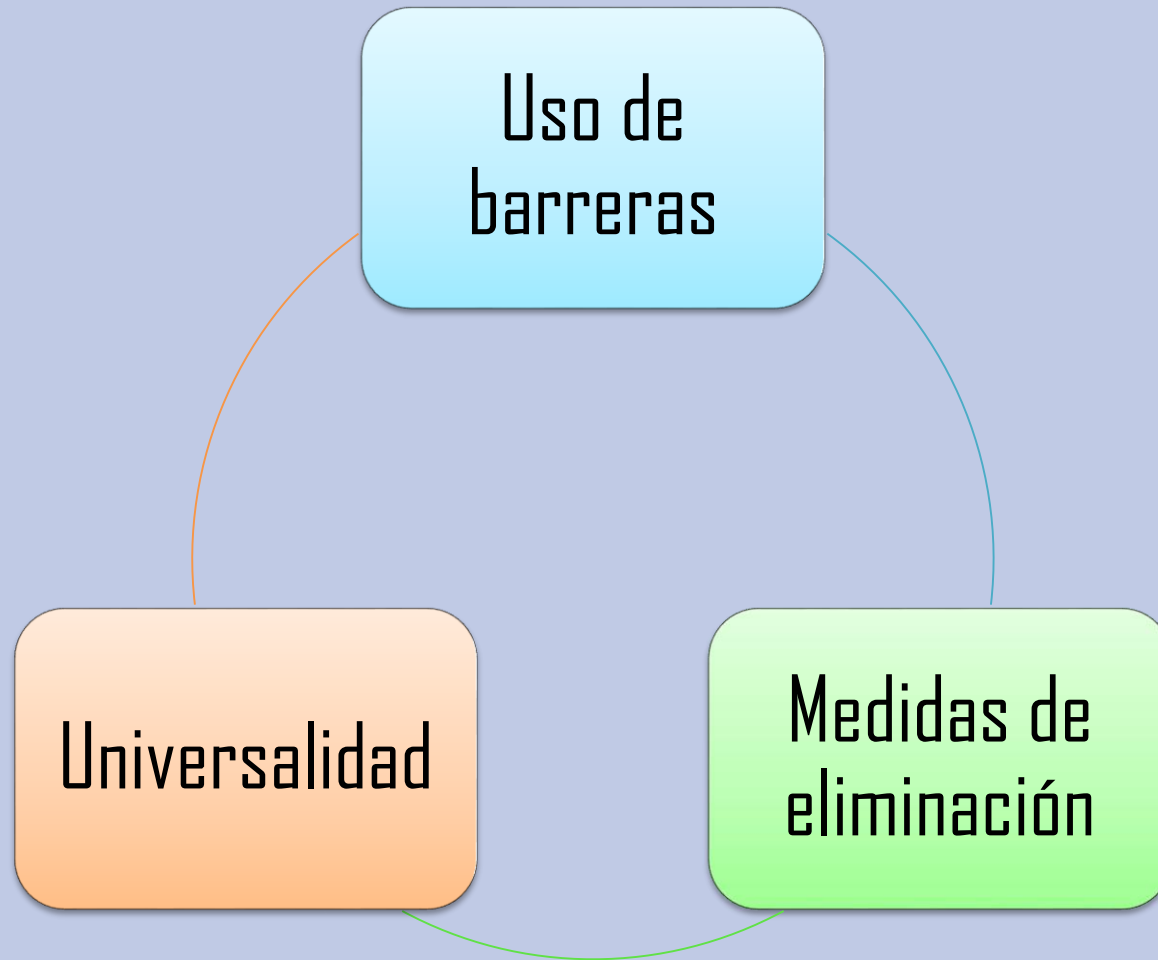 Uso de
barreras
Universalidad
Medidas de
eliminación